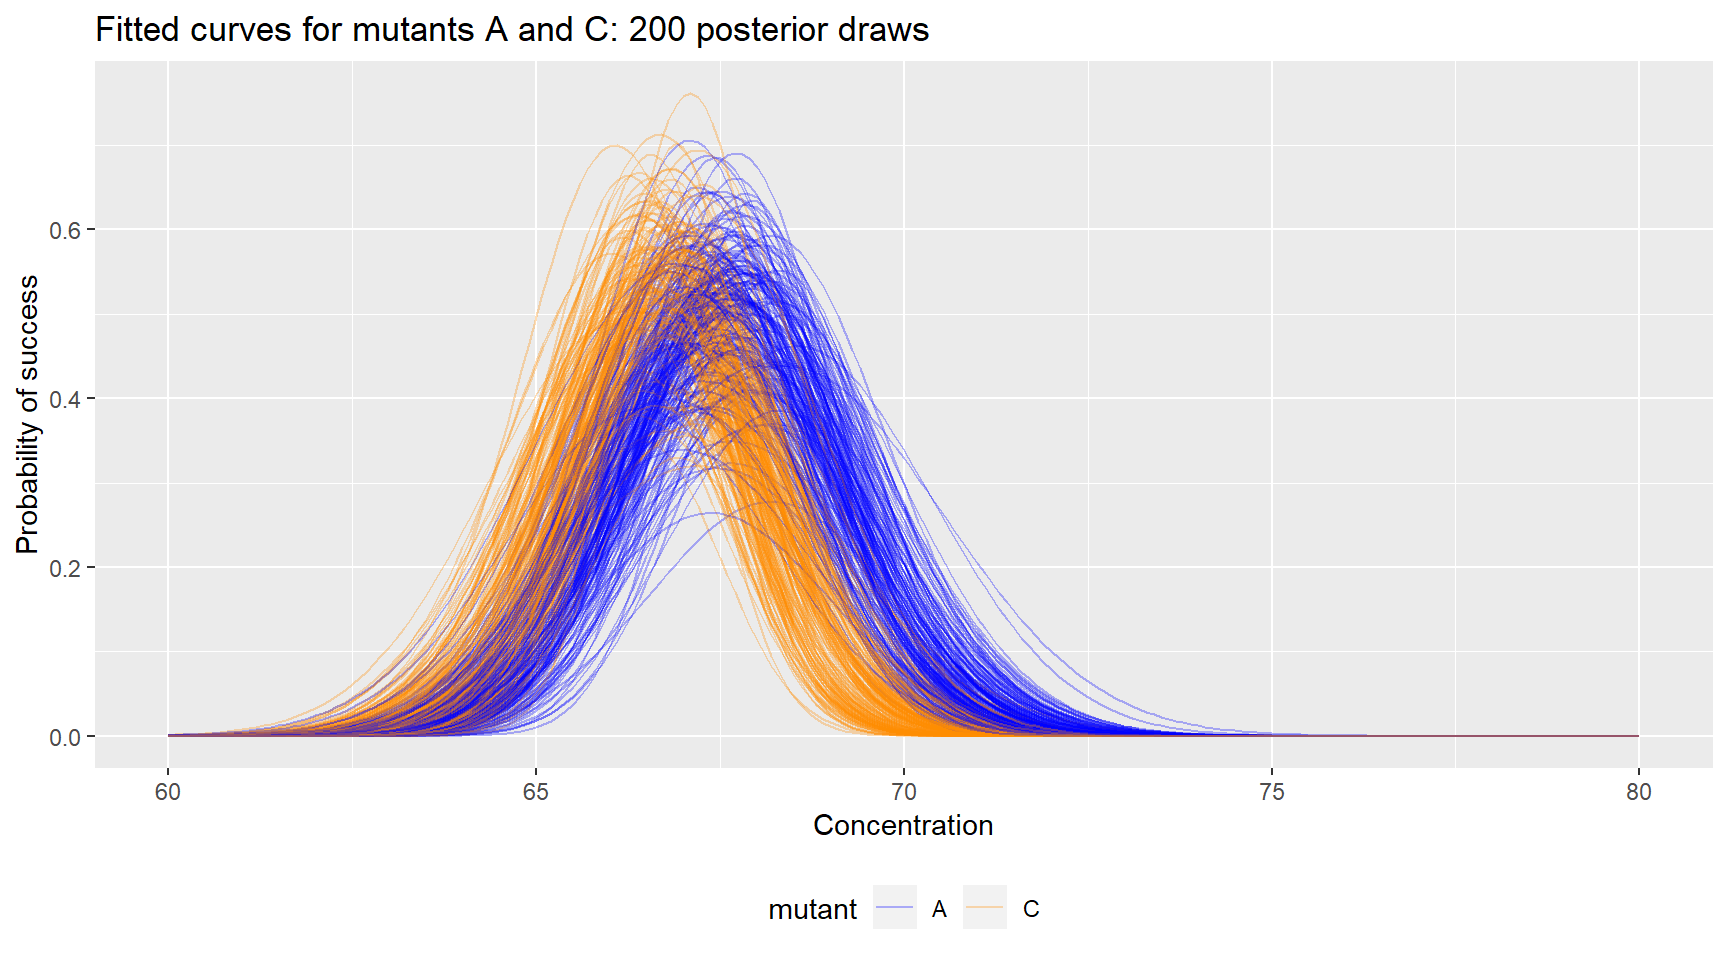 Fitted curves for mutants A and C: 200 posterior draws
Probability of success
0.6
0.4
0.2
0.0
60 65 70 75 80
Concentration
mutant A C